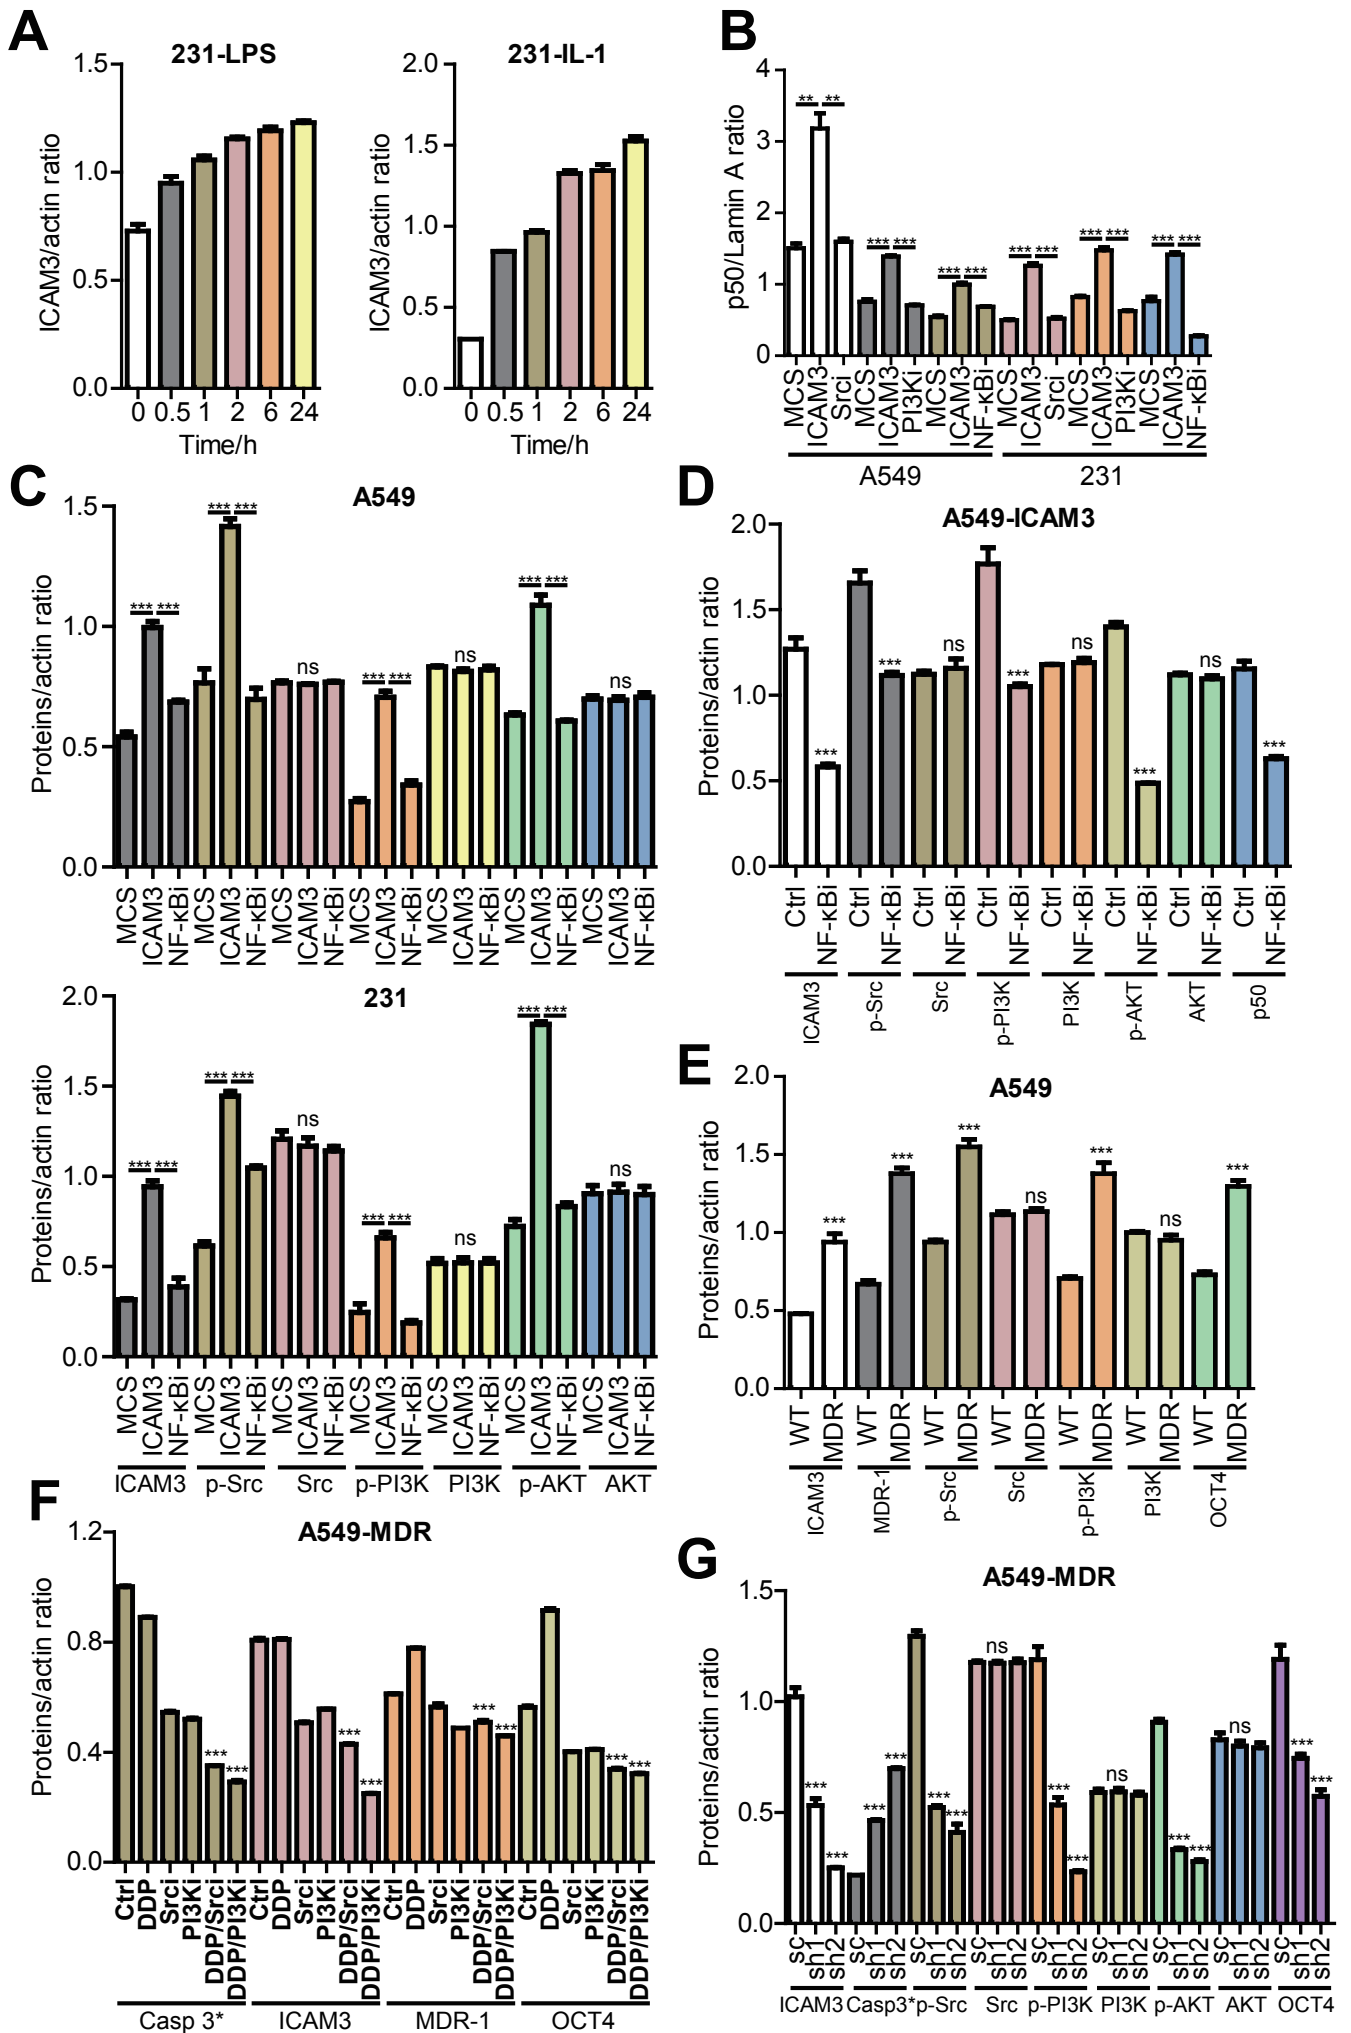 A
231-LPS
ICAM3/actin ratio
1.5
1.0
0.5
0.0
0 0.5 1 2 6 24
Time/h
231-IL-1
ICAM3/actin ratio
2.0
1.5
1.0
0.5
0.0
0 0.5 1 2 6 24
Time/h
B
p50/Lamin A ratio
4
3
2
1
0
** **
*** *** *** *** *** *** *** *** *** ***
MCS ICAM3 Srci MCS ICAM3 PI3Ki MCS ICAM3 NF-κBi MCS ICAM3 Srci MCS ICAM3 PI3Ki MCS ICAM3 NF-κBi
A549 231
C
A549
Proteins/actin ratio
1.5
1.0
0.5
0.0
*** *** *** *** ns *** *** ns *** *** ns
MCS ICAM3 NF-κBi MCS ICAM3 NF-κBi MCS ICAM3 NF-κBi MCS ICAM3 NF-κBi MCS ICAM3 NF-κBi MCS ICAM3 NF-κBi MCS ICAM3 NF-κBi
231
Proteins/actin ratio
2.0
1.5
1.0
0.5
0.0
*** *** *** *** ns *** *** ns *** *** ns
MCS ICAM3 NF-κBi MCS ICAM3 NF-κBi MCS ICAM3 NF-κBi MCS ICAM3 NF-κBi MCS ICAM3 NF-κBi MCS ICAM3 NF-κBi MCS ICAM3 NF-κBi
ICAM3 p-Src Src p-PI3K PI3K p-AKT AKT
D
A549-ICAM3
Proteins/actin ratio
2.0
1.5
1.0
0.5
0.0
*** *** ns *** ns *** ns ***
Ctrl NF-κBi Ctrl NF-κBi Ctrl NF-κBi Ctrl NF-κBi Ctrl NF-κBi Ctrl NF-κBi Ctrl NF-κBi Ctrl NF-κBi
ICAM3 p-Src Src p-PI3K PI3K p-AKT AKT p50
E
A549
Proteins/actin ratio
2.0
1.5
1.0
0.5
0.0
*** *** *** ns *** ns ***
WT MDR WT MDR WT MDR WT MDR WT MDR WT MDR WT MDR
ICAM3 MDR-1 p-Src Src p-PI3K PI3K OCT4
F
A549-MDR
Proteins/actin ratio
1.2
0.8
0.4
0.0
*** *** *** *** *** *** *** ***
Ctrl DDP Srci PI3Ki DDP/Srci DDP/PI3Ki Ctrl DDP Srci PI3Ki DDP/Srci DDP/PI3Ki Ctrl DDP Srci PI3Ki DDP/Srci DDP/PI3Ki Ctrl DDP Srci PI3Ki DDP/Srci DDP/PI3Ki
Casp 3* ICAM3 MDR-1 OCT4
G
A549-MDR
Proteins/actin ratio
1.5
1.0
0.5
0.0
*** *** *** *** *** *** ns *** *** ns *** *** ns *** ***
sc sh1 sh2 sc sh1 sh2 sc sh1 sh2 sc sh1 sh2 sc sh1 sh2 sc sh1 sh2 sc sh1 sh2 sc sh1 sh2 sc sh1 sh2
ICAM3 Casp3* p-Src Src p-PI3K PI3K p-AKT AKT OCT4